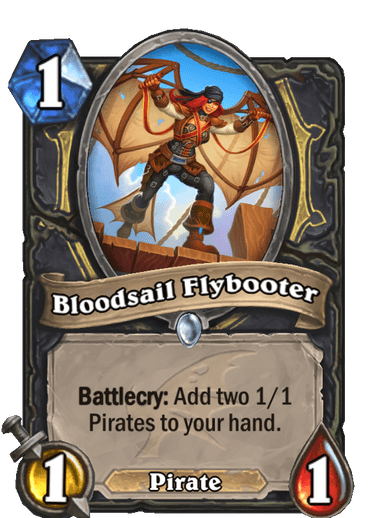 1
Bloodsail Flybooter
Battlecry: Add two 1/1
Pirates to your hand.
1
Pirate
1